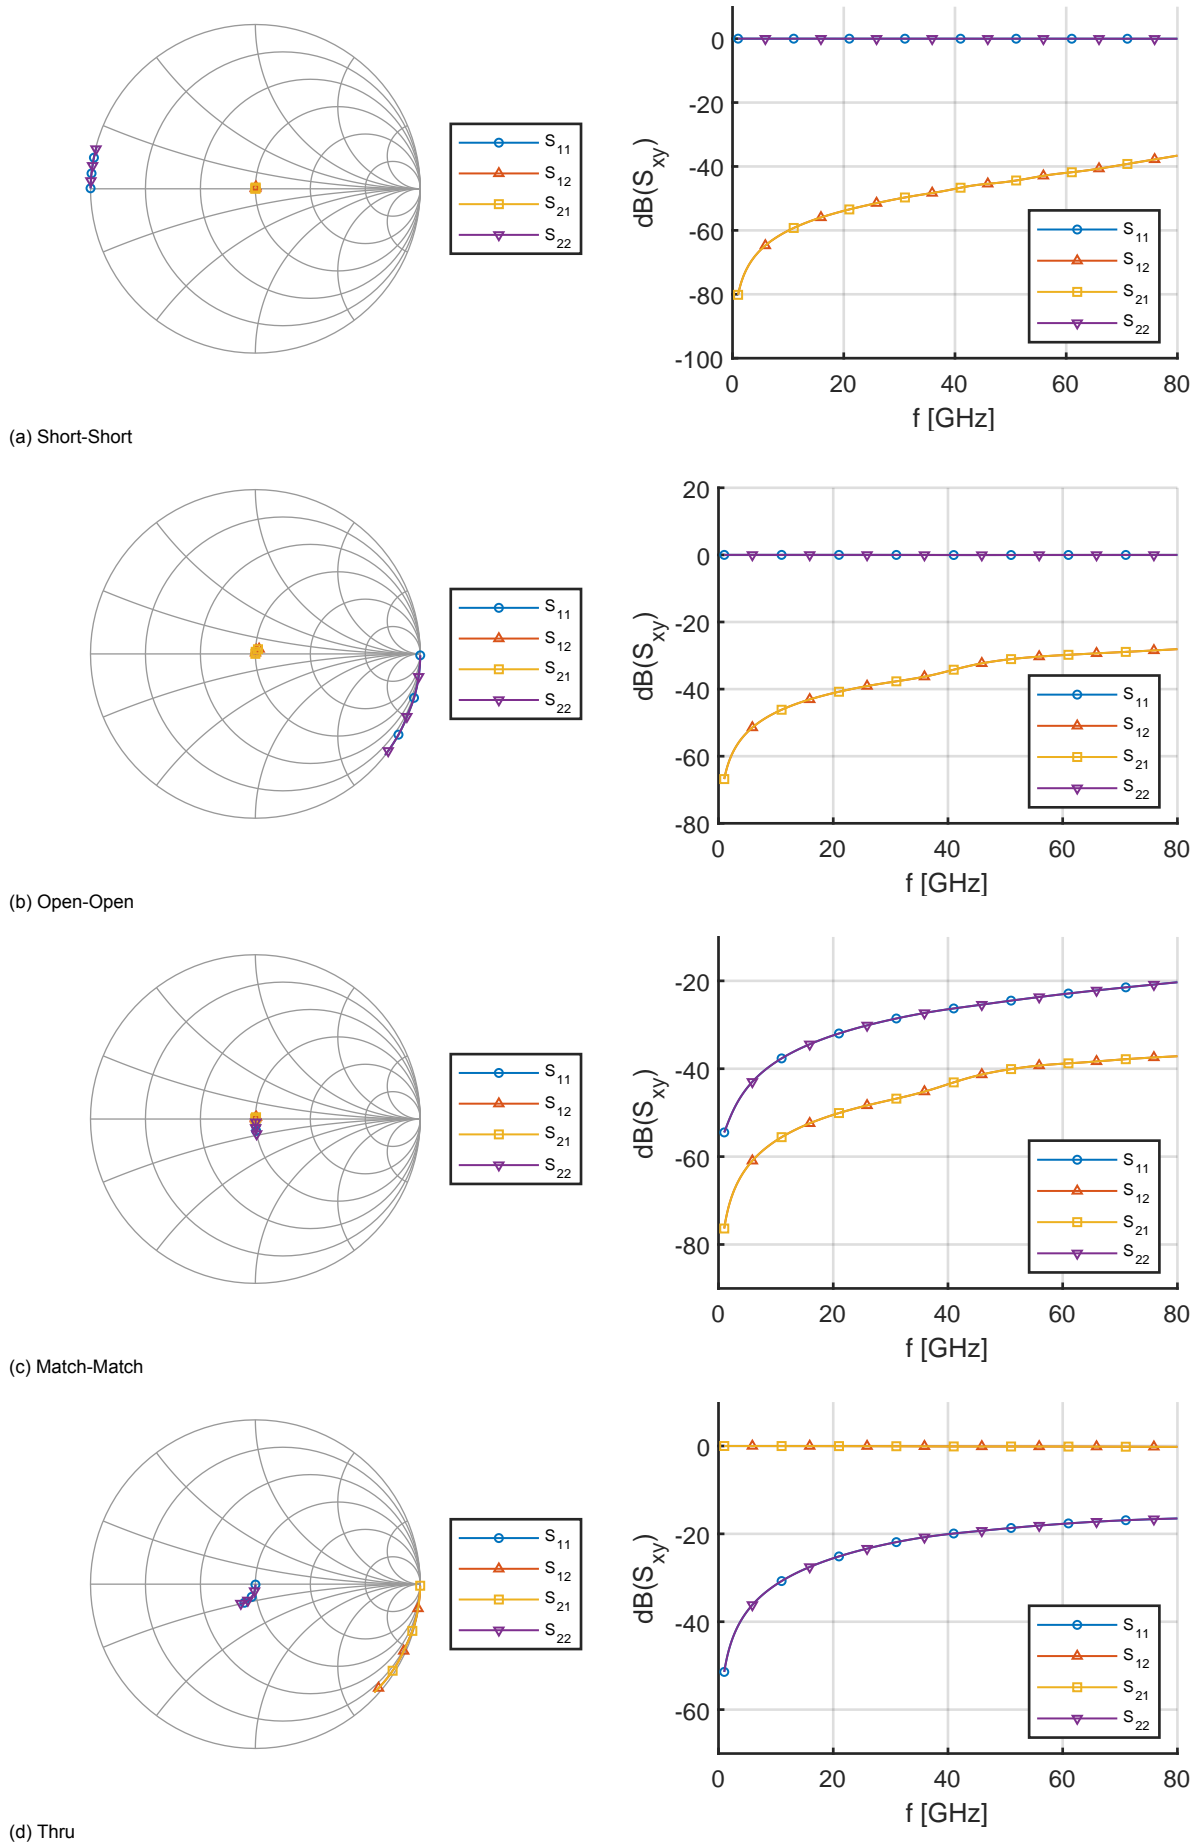 S11
S12
S21
S22
0
-20
-40
-60
-80
-100
dB(Sxy)
S11
S12
S21
S22
0 20 40 60 80
f [GHz]
(a) Short-Short
S11
S12
S21
S22
20
0
-20
-40
-60
-80
dB(Sxy)
S11
S12
S21
S22
0 20 40 60 80
f [GHz]
(b) Open-Open
S11
S12
S21
S22
-20
-40
-60
-80
dB(Sxy)
S11
S12
S21
S22
0 20 40 60 80
f [GHz]
(c) Match-Match
S11
S12
S21
S22
0
-20
-40
-60
dB(Sxy)
S11
S12
S21
S22
0 20 40 60 80
f [GHz]
(d) Thru